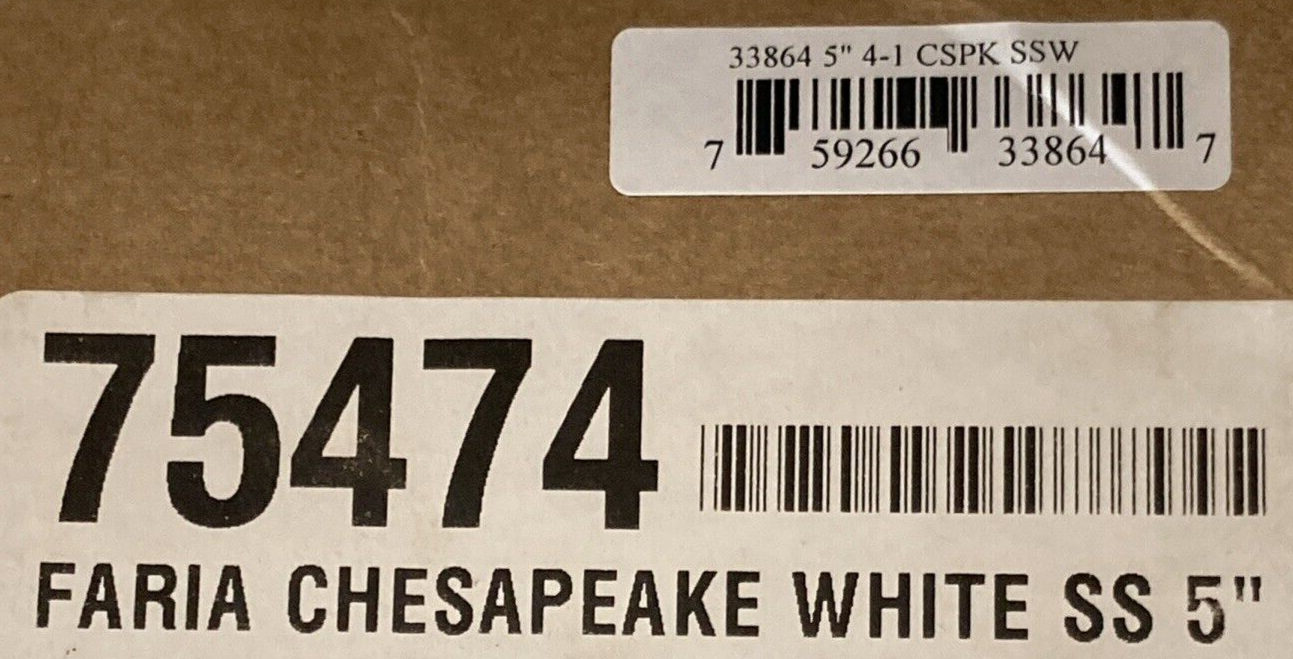 33864 5" 4-1 CSPK SSW
7 59266 33864 7
75474
FARIA CHESAPEAKE WHITE SS 5"